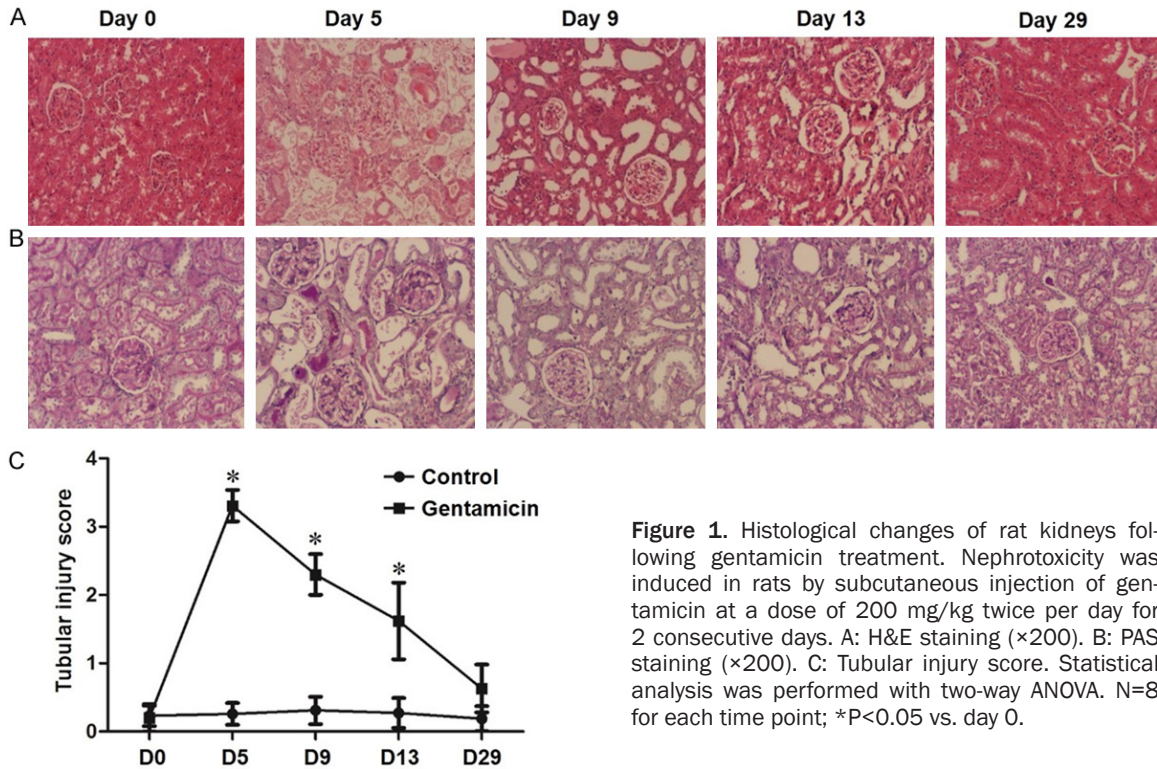 A
Day 0
Day 5
Day 9
Day 13
Day 29
B
C
Tubular injury score
4
3
2
1
0
*
*
*
Control
Gentamicin
D0
D5
D9
D13
D29
Figure 1. Histological changes of rat kidneys fol-
lowing gentamicin treatment. Nephrotoxicity was
induced in rats by subcutaneous injection of gen-
tamicin at a dose of 200 mg/kg twice per day for
2 consecutive days. A: H&E staining (×200). B: PAS
staining (×200). C: Tubular injury score. Statistical
analysis was performed with two-way ANOVA. N=8
for each time point; *P<0.05 vs. day 0.